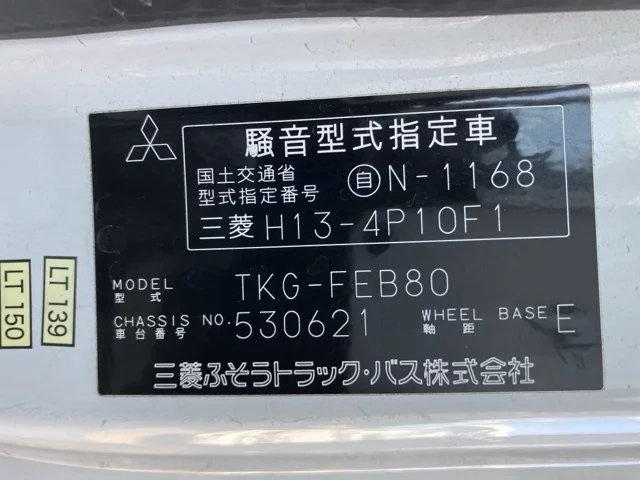 騒音型式指定車
国土交通省
型式指定番号 自N-1168
三菱 H13-4P10F1
MODEL
型式 TKG-FEB80
CHASSIS NO.
車台番号 530621
WHEEL BASE
軸距 E
三菱ふそうトラック・バス株式会社
LT 139
LT 150